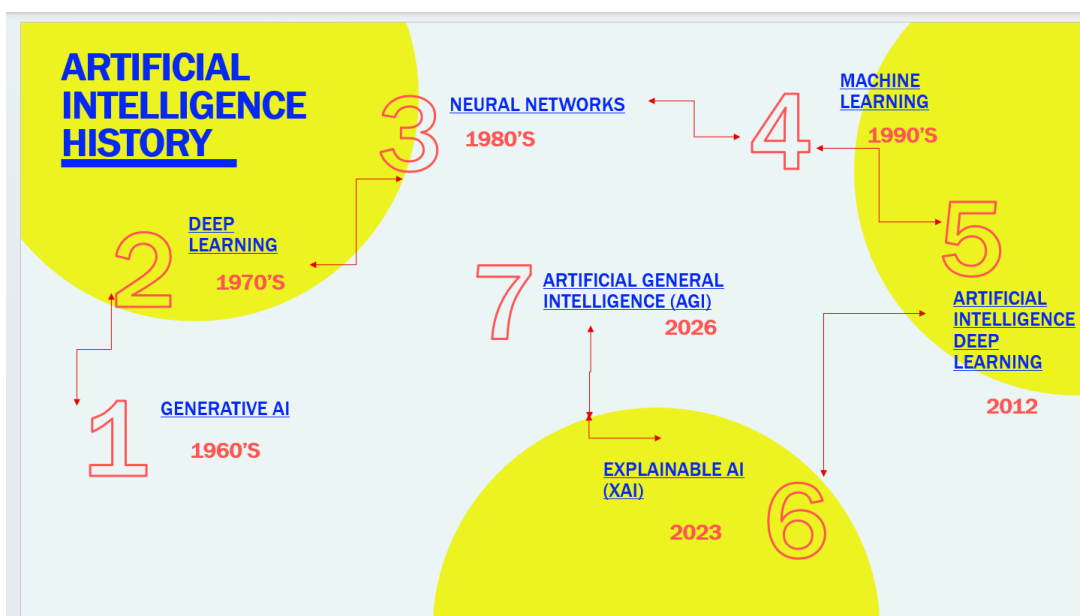 ARTIFICIAL
INTELLIGENCE
HISTORY
1
GENERATIVE AI
1960'S
2
DEEP
LEARNING
1970'S
3
NEURAL NETWORKS
1980'S
4
MACHINE
LEARNING
1990'S
5
ARTIFICIAL
INTELLIGENCE
DEEP
LEARNING
2012
6
EXPLAINABLE AI
(XAI)
2023
7
ARTIFICIAL GENERAL
INTELLIGENCE (AGI)
2026